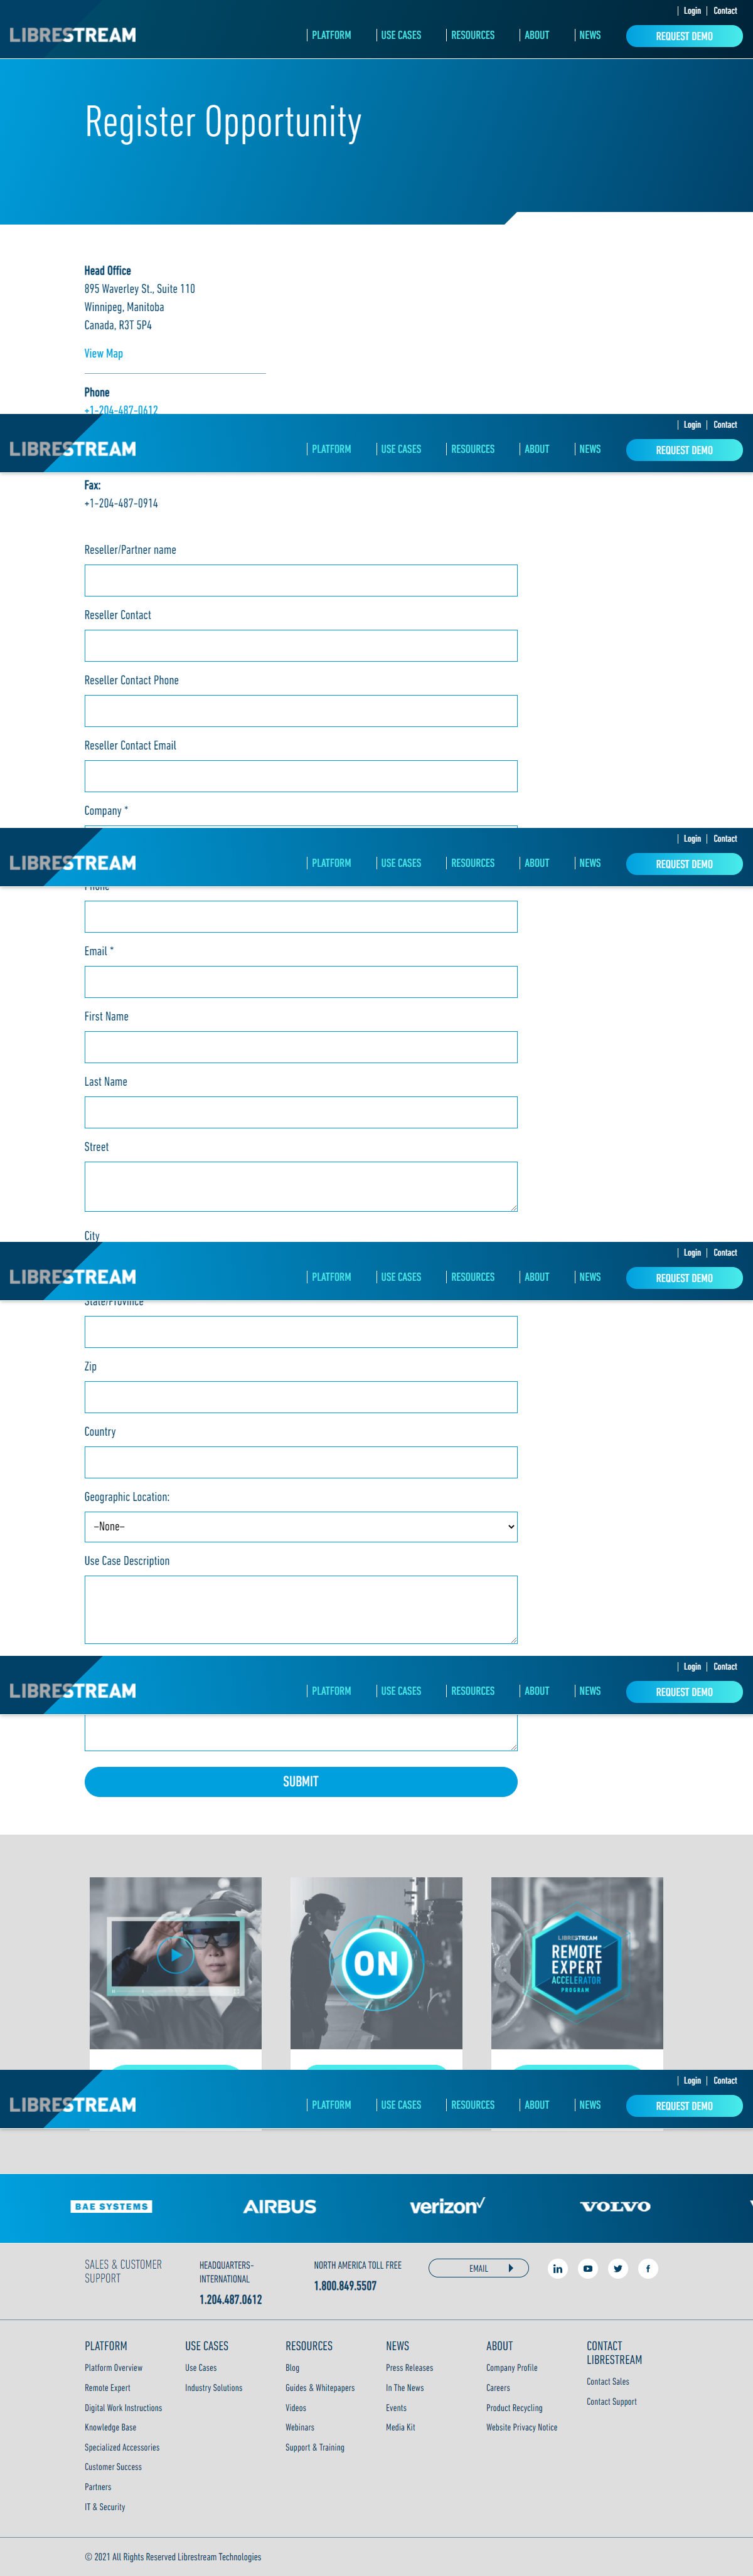 Login
Contact
LIBRESTREAM
PLATFORM
USE CASES
RESOURCES
ABOUT
NEWS
REQUEST DEMO
Register Opportunity
Head Office
895 Waverley St., Suite 110
Winnipeg, Manitoba
Canada, R3T 5P4
View Map
Phone
+1-204-487-0612
Login
Contact
LIBRESTREAM
PLATFORM
USE CASES
RESOURCES
ABOUT
NEWS
REQUEST DEMO
Fax:
+1-204-487-0914
Reseller/Partner name
Reseller Contact
Reseller Contact Phone
Reseller Contact Email
Company *
Login
Contact
LIBRESTREAM
PLATFORM
USE CASES
RESOURCES
ABOUT
NEWS
REQUEST DEMO
Phone
Email *
First Name
Last Name
Street
City
Login
Contact
LIBRESTREAM
PLATFORM
USE CASES
RESOURCES
ABOUT
NEWS
REQUEST DEMO
State/Province
Zip
Country
Geographic Location:
–None–
Use Case Description
Login
Contact
LIBRESTREAM
PLATFORM
USE CASES
RESOURCES
ABOUT
NEWS
REQUEST DEMO
SUBMIT
ON
LIBRESTREAM
REMOTE
EXPERT
ACCELERATOR
PROGRAM
Login
Contact
LIBRESTREAM
PLATFORM
USE CASES
RESOURCES
ABOUT
NEWS
REQUEST DEMO
BAE SYSTEMS
AIRBUS
verizon
VOLVO
SALES & CUSTOMER
SUPPORT
HEADQUARTERS-
INTERNATIONAL
1.204.487.0612
NORTH AMERICA TOLL FREE
1.800.849.5507
EMAIL
PLATFORM
Platform Overview
Remote Expert
Digital Work Instructions
Knowledge Base
Specialized Accessories
Customer Success
Partners
IT & Security
USE CASES
Use Cases
Industry Solutions
RESOURCES
Blog
Guides & Whitepapers
Videos
Webinars
Support & Training
NEWS
Press Releases
In The News
Events
Media Kit
ABOUT
Company Profile
Careers
Product Recycling
Website Privacy Notice
CONTACT
LIBRESTREAM
Contact Sales
Contact Support
© 2021 All Rights Reserved Librestream Technologies